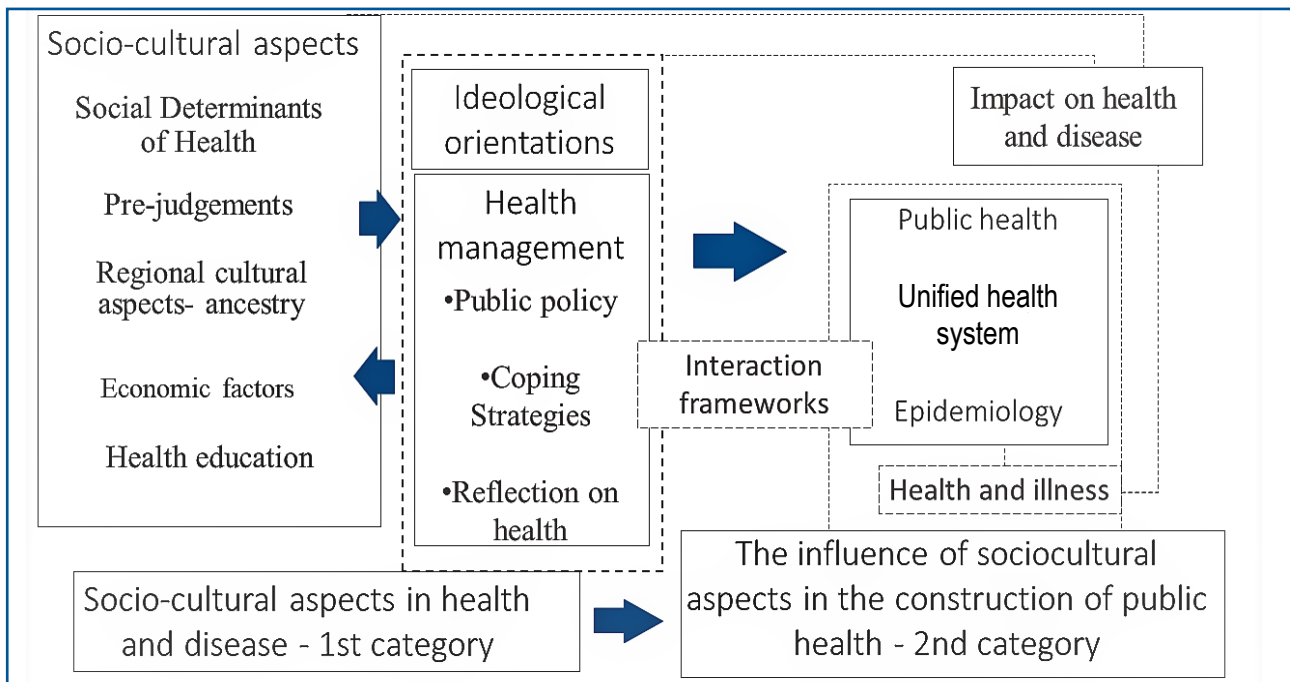 Socio-cultural aspects
Social Determinants
of Health
Pre-judgements
Regional cultural
aspects- ancestry
Economic factors
Health education
Ideological
orientations
Health
management
•Public policy
•Coping
Strategies
•Reflection on
health
Interaction
frameworks
Impact on health
and disease
Public health
Unified health
system
Epidemiology
Health and illness
Socio-cultural aspects in health
and disease - 1st category
The influence of sociocultural
aspects in the construction of public
health - 2nd category